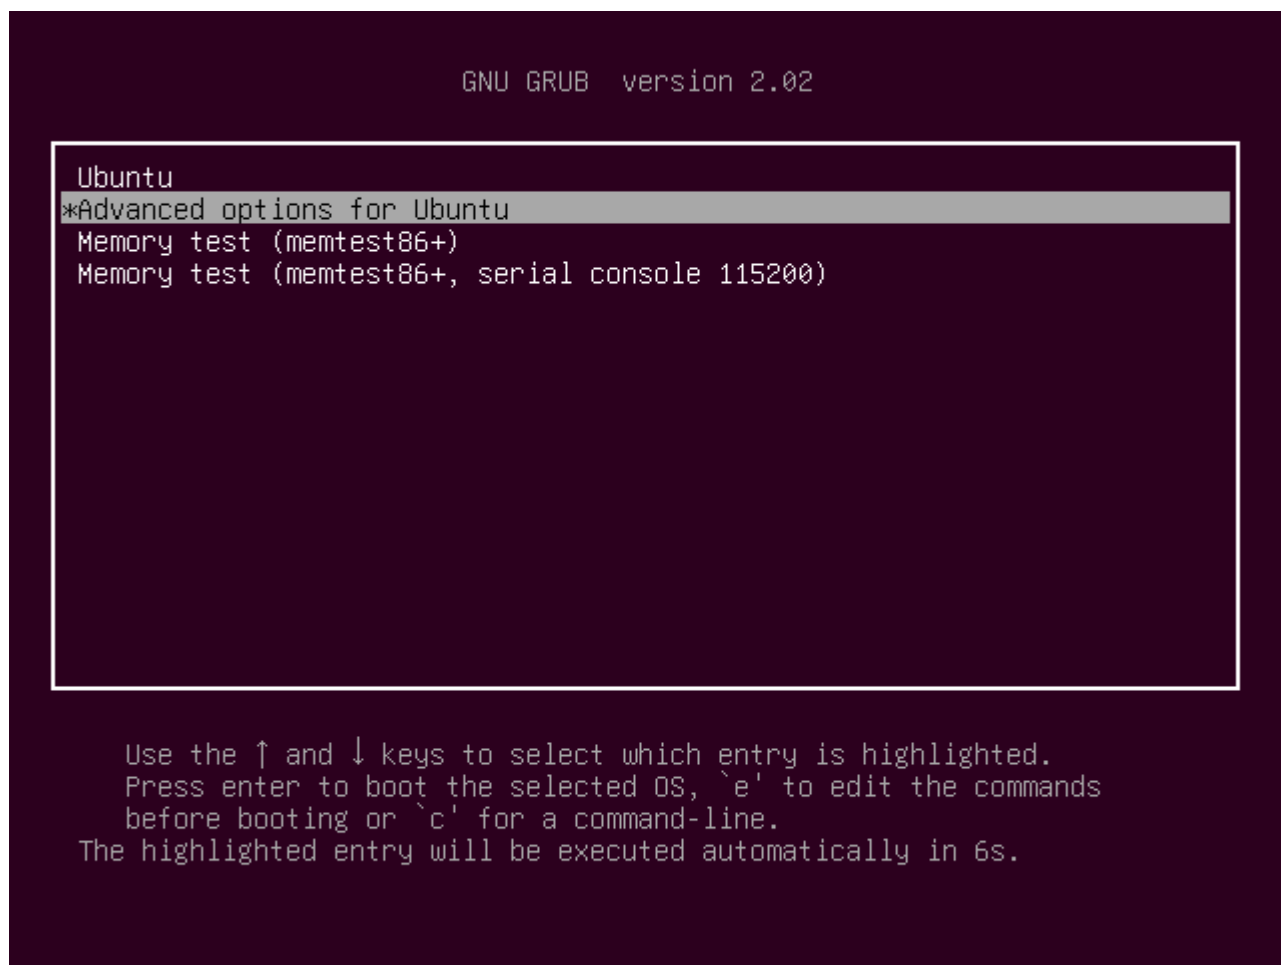 GNU GRUB  version 2.02
Ubuntu
*Advanced options for Ubuntu
Memory test (memtest86+)
Memory test (memtest86+, serial console 115200)
Use the ↑ and ↓ keys to select which entry is highlighted.
Press enter to boot the selected OS, `e' to edit the commands
before booting or `c' for a command-line.
The highlighted entry will be executed automatically in 6s.